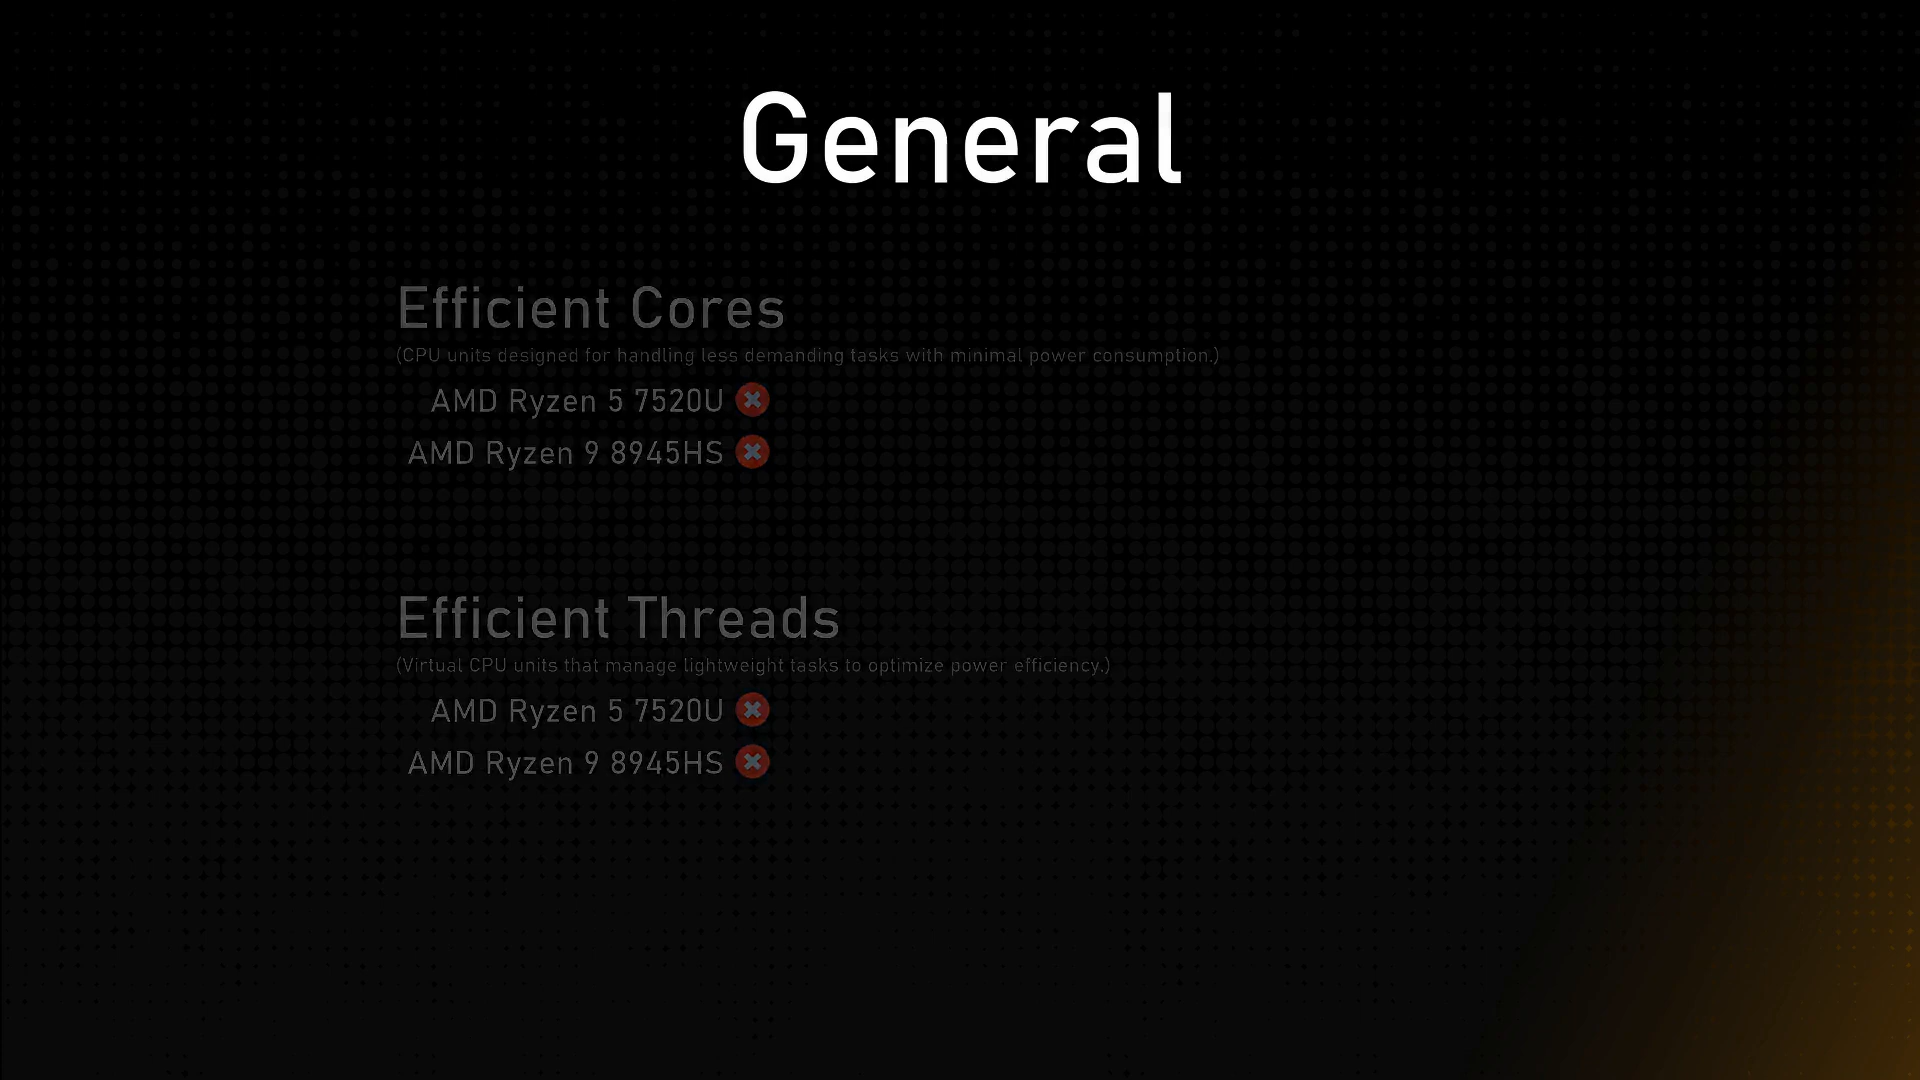 General
Efficient Cores
(CPU units designed for handling less demanding tasks with minimal power consumption.)
AMD Ryzen 5 7520U
AMD Ryzen 9 8945HS
Efficient Threads
(Virtual CPU units that manage lightweight tasks to optimize power efficiency.)
AMD Ryzen 5 7520U
AMD Ryzen 9 8945HS